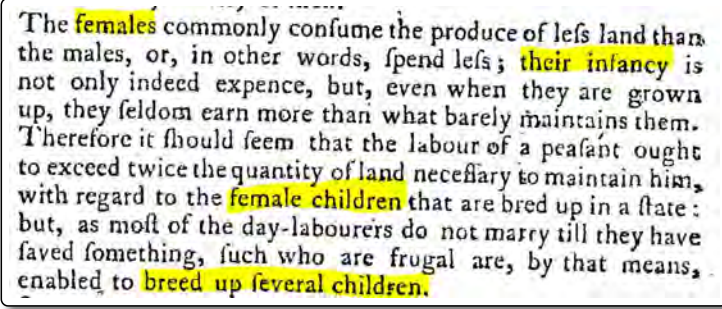 The females commonly conſume the produce of leſs land than
the males, or, in other words, ſpend leſs; their infancy is
not only indeed expence, but, even when they are grown
up, they ſeldom earn more than what barely maintains them.
Therefore it ſhould ſeem that the labour of a peaſant ought
to exceed twice the quantity of land neceſſary to maintain him,
with regard to the female children that are bred up in a ſtate:
but, as moſt of the day-labourers do not marry till they have
ſaved ſomething, ſuch who are frugal are, by that means,
enabled to breed up ſeveral children.